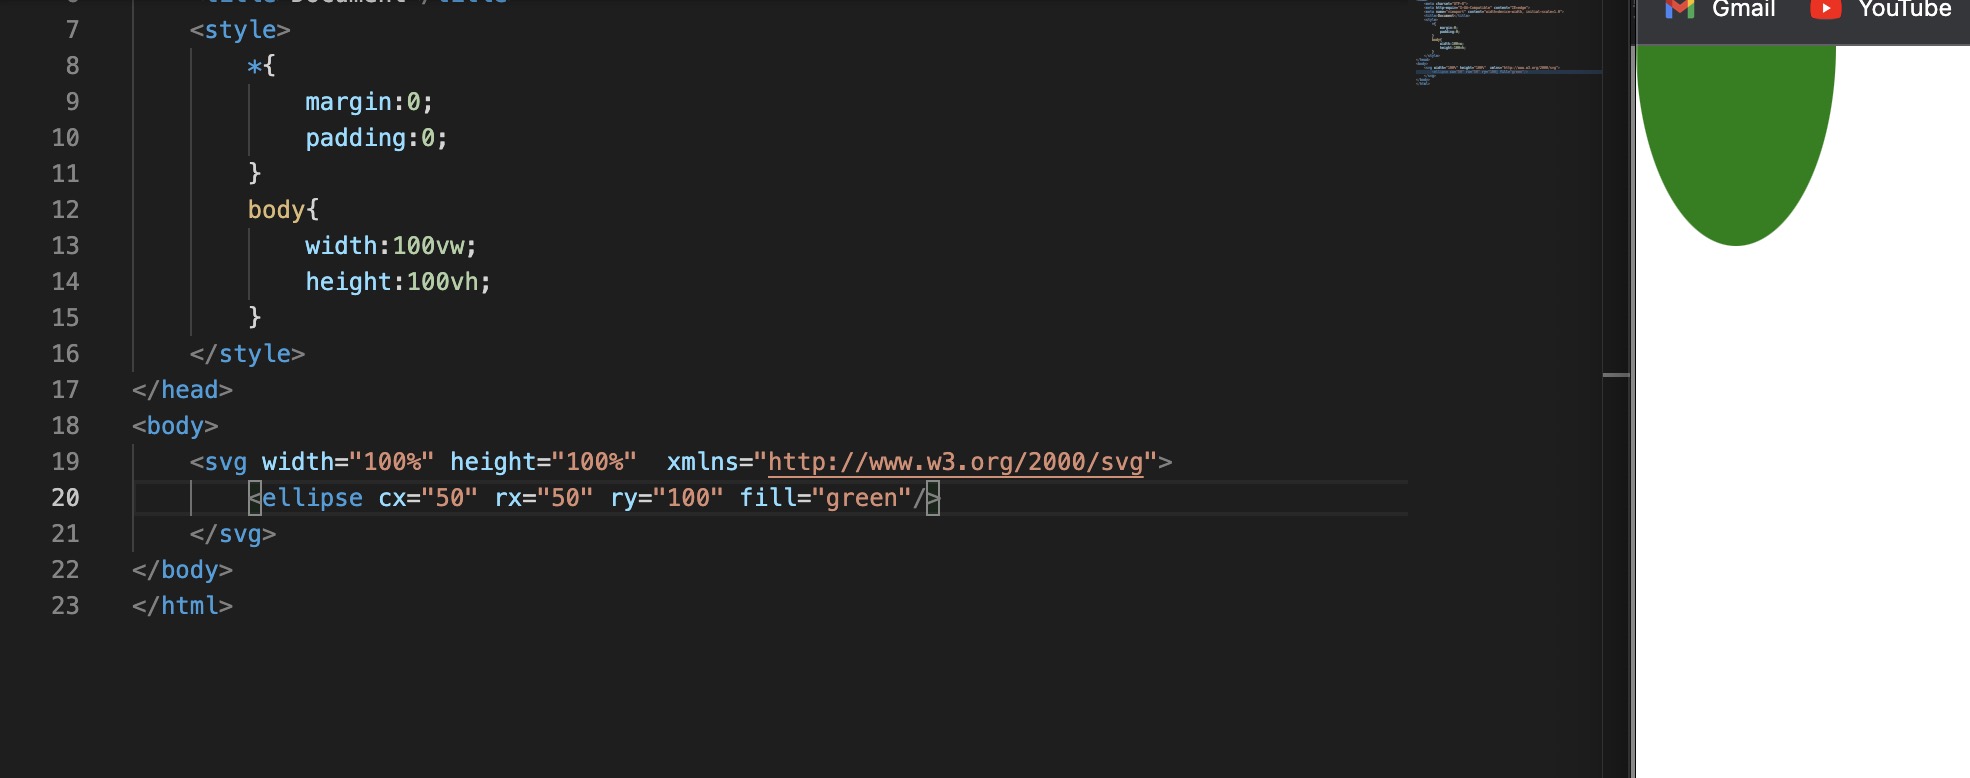 Gmail YouTube
7 <style>
8 *{
9 margin:0;
10 padding:0;
11 }
12 body{
13 width:100vw;
14 height:100vh;
15 }
16 </style>
17 </head>
18 <body>
19 <svg width="100%" height="100%"  xmlns="http://www.w3.org/2000/svg">
20 <ellipse cx="50" rx="50" ry="100" fill="green"/>
21 </svg>
22 </body>
23 </html>